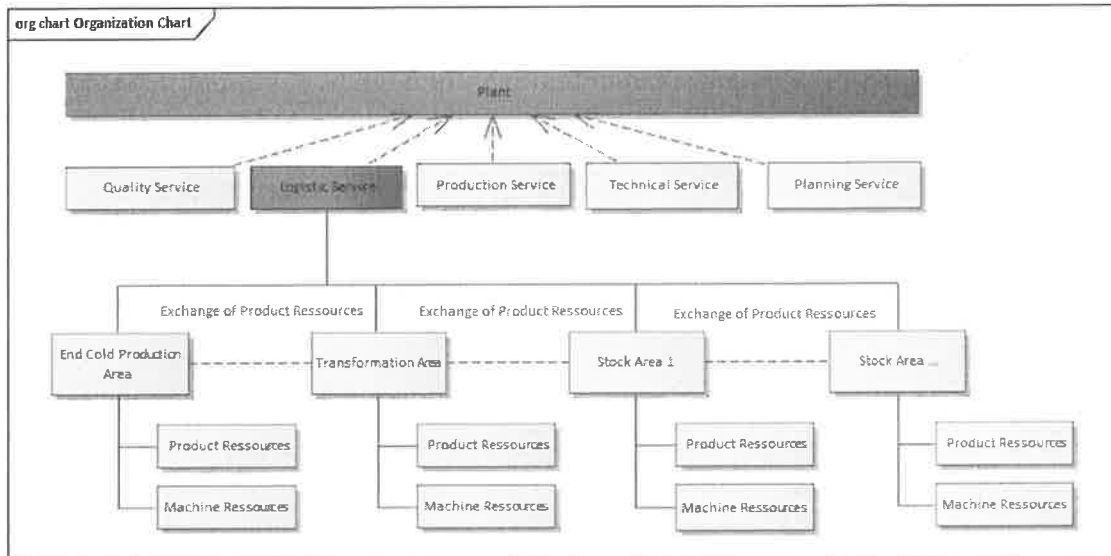 org chart Organization Chart
Plant
Quality Service
Logistic Service
Production Service
Technical Service
Planning Service
Exchange of Product Ressources
Exchange of Product Ressources
Exchange of Product Ressources
End Cold Production
Area
Transformation Area
Stock Area 1
Stock Area ...
Product Ressources
Product Ressources
Product Ressources
Product Ressources
Machine Ressources
Machine Ressources
Machine Ressources
Machine Ressources